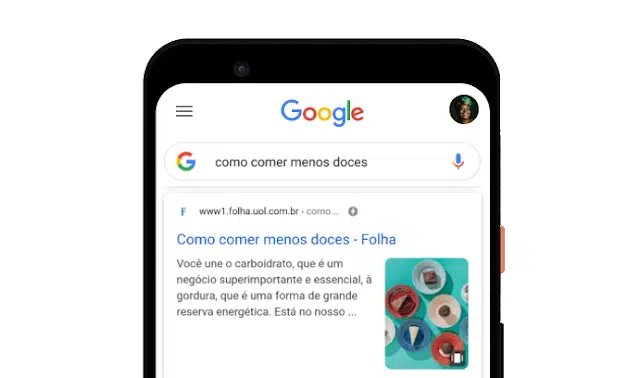 Google
como comer menos doces
F www1.folha.uol.com.br › como...
Como comer menos doces - Folha
Você une o carboidrato, que é um
negócio superimportante e essencial, à
gordura, que é uma forma de grande
reserva energética. Está no nosso ...